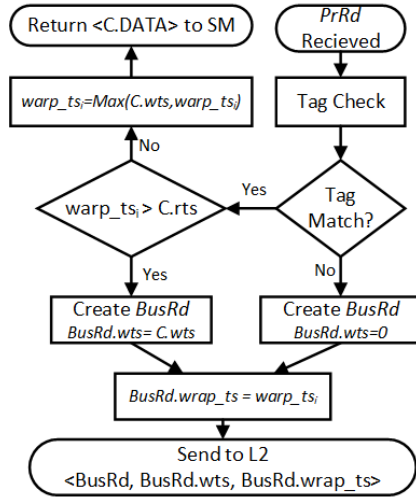 Return <C.DATA> to SM
PrRd
Recieved
warp_tsᵢ=Max(C.wts,warp_tsᵢ)
Tag Check
No
warp_tsᵢ> C.rts
Yes
Tag
Match?
Yes
No
Create BusRd
BusRd.wts= C.wts
Create BusRd
BusRd.wts=0
BusRd.wrap_ts = warp_tsᵢ
Send to L2
<BusRd, BusRd.wts, BusRd.wrap_ts>